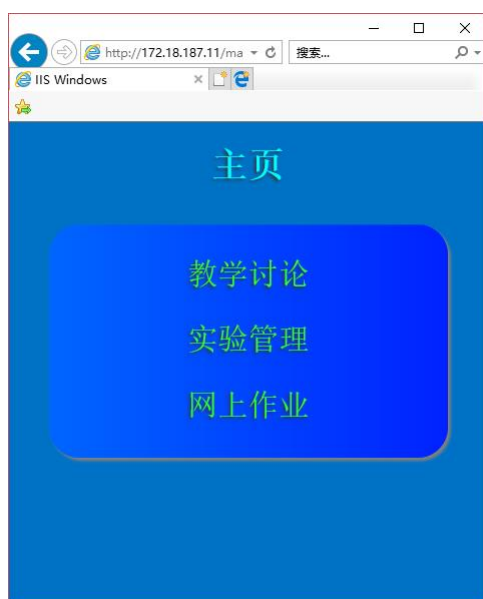 http://172.18.187.11/ma
搜索...
IIS Windows
主页
教学讨论
实验管理
网上作业